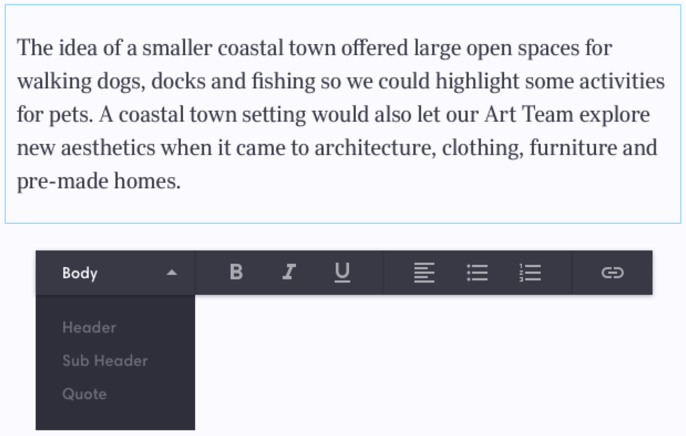 The idea of a smaller coastal town offered large open spaces for
walking dogs, docks and fishing so we could highlight some activities
for pets. A coastal town setting would also let our Art Team explore
new aesthetics when it came to architecture, clothing, furniture and
pre-made homes.
Body B I U
Header
Sub Header
Quote